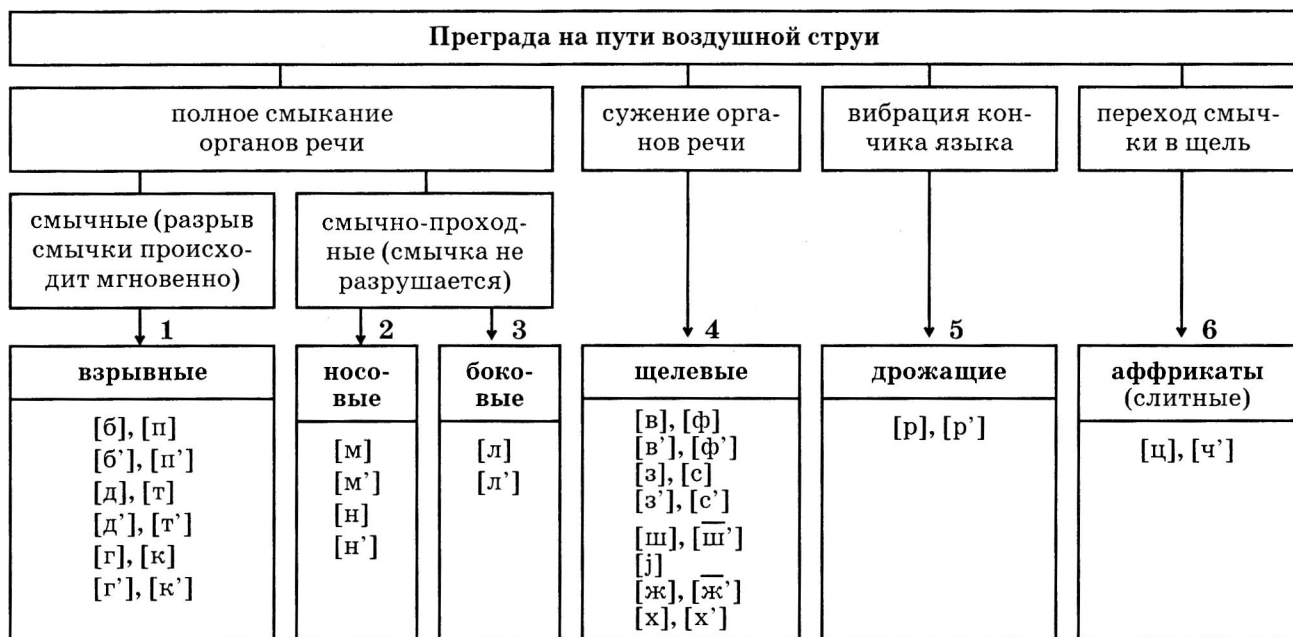 Преграда на пути воздушной струи
полное смыкание
органов речи
сужение орга-
нов речи
вибрация кон-
чика языка
переход смыч-
ки в щель
смычные (разрыв
смычки происхо-
дит мгновенно)
смычно-проход-
ные (смычка не
разрушается)
1
2
3
4
5
6
взрывные
[б], [п]
[б’], [п’]
[д], [т]
[д’], [т’]
[г], [к]
[г’], [к’]
носо-
вые
[м]
[м’]
[н]
[н’]
боко-
вые
[л]
[л’]
щелевые
[в], [ф]
[в’], [ф’]
[з], [с]
[з’], [с’]
[ш], [ш̅’]
[j]
[ж], [ж̅’]
[х], [х’]
дрожащие
[р], [р’]
аффрикаты
(слитные)
[ц], [ч’]